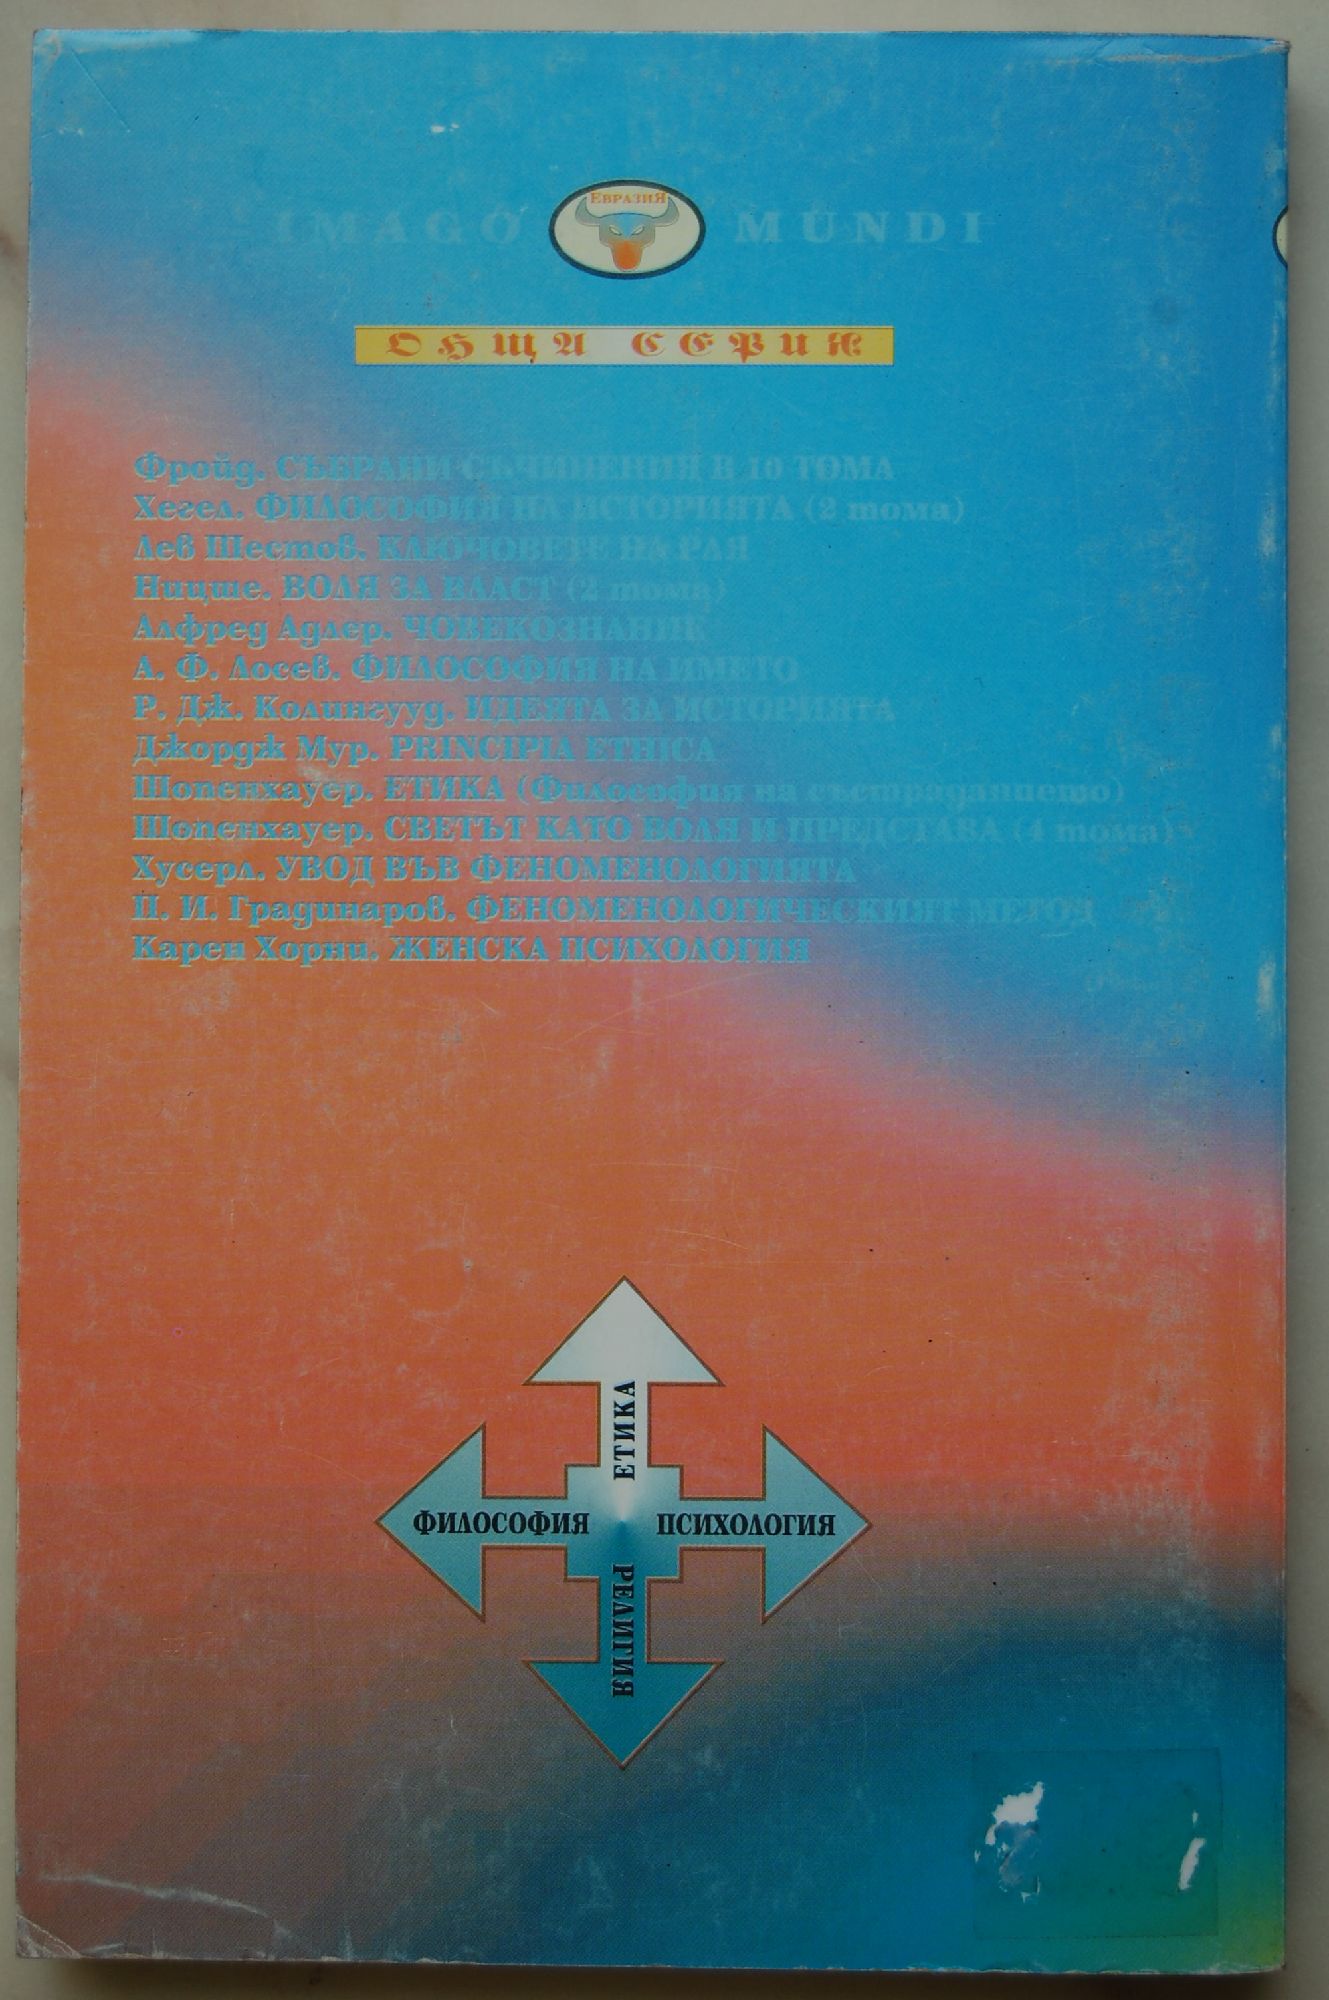 ЕВРАЗИЯ
IMAGO MUNDI
ОБЩА СЕРИЯ
Фройд. СЪБРАНИ СЪЧИНЕНИЯ В 10 ТОМА
Хегел. ФИЛОСОФИЯ НА ИСТОРИЯТА (2 тома)
Лев Шестов. КЛЮЧОВЕТЕ НА РАЯ
Ницше. ВОЛЯ ЗА ВЛАСТ (2 тома)
Алфред Адлер. ЧОВЕКОЗНАНИЕ
А. Ф. Лосев. ФИЛОСОФИЯ НА ИМЕТО
Р. Дж. Колингууд. ИДЕЯТА ЗА ИСТОРИЯТА
Джордж Мур. PRINCIPIA ETHICA
Шопенхауер. ЕТИКА (Философия на състраданието)
Шопенхауер. СВЕТЪТ КАТО ВОЛЯ И ПРЕДСТАВА (4 тома)
Хусерл. УВОД ВЪВ ФЕНОМЕНОЛОГИЯТА
П. И. Градинаров. ФЕНОМЕНОЛОГИЧЕСКИЯТ МЕТОД
Карен Хорни. ЖЕНСКА ПСИХОЛОГИЯ
ЕТИКА
ФИЛОСОФИЯ ПСИХОЛОГИЯ
РЕЛИГИЯ